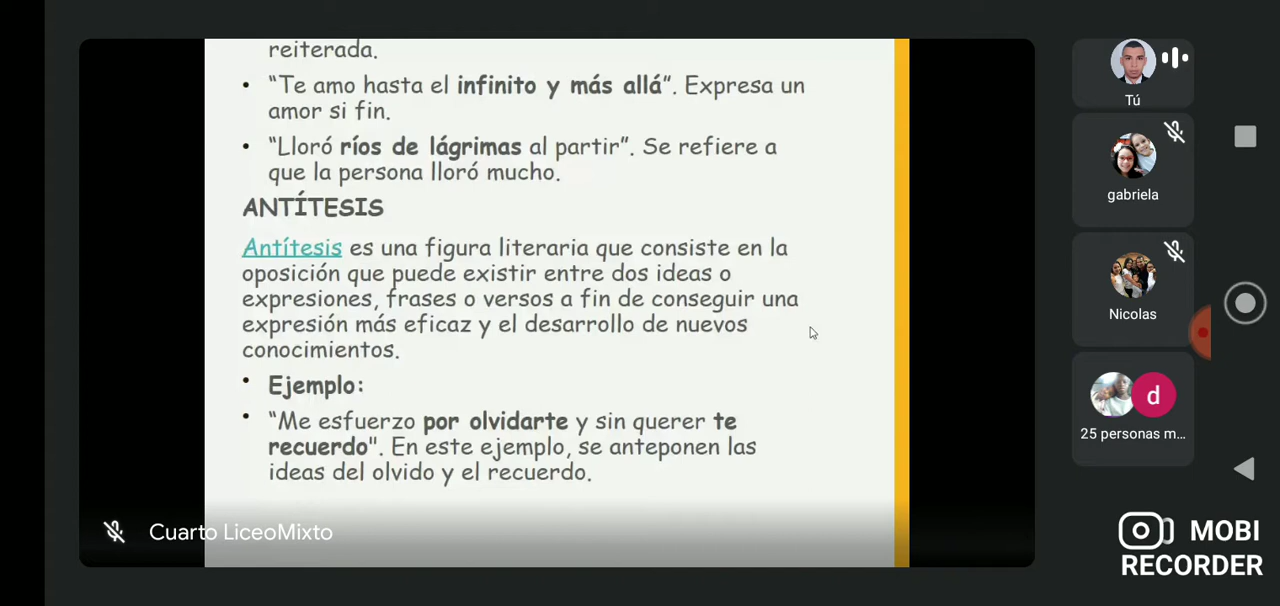 reiterada.
• “Te amo hasta el infinito y más allá”. Expresa un
amor si fin.
• “Lloró ríos de lágrimas al partir”. Se refiere a
que la persona lloró mucho.
ANTÍTESIS
Antítesis es una figura literaria que consiste en la
oposición que puede existir entre dos ideas o
expresiones, frases o versos a fin de conseguir una
expresión más eficaz y el desarrollo de nuevos
conocimientos.
• Ejemplo:
• “Me esfuerzo por olvidarte y sin querer te
recuerdo". En este ejemplo, se anteponen las
ideas del olvido y el recuerdo.
Cuarto LiceoMixto
Tú
gabriela
Nicolas
d
25 personas m...
MOBI
RECORDER